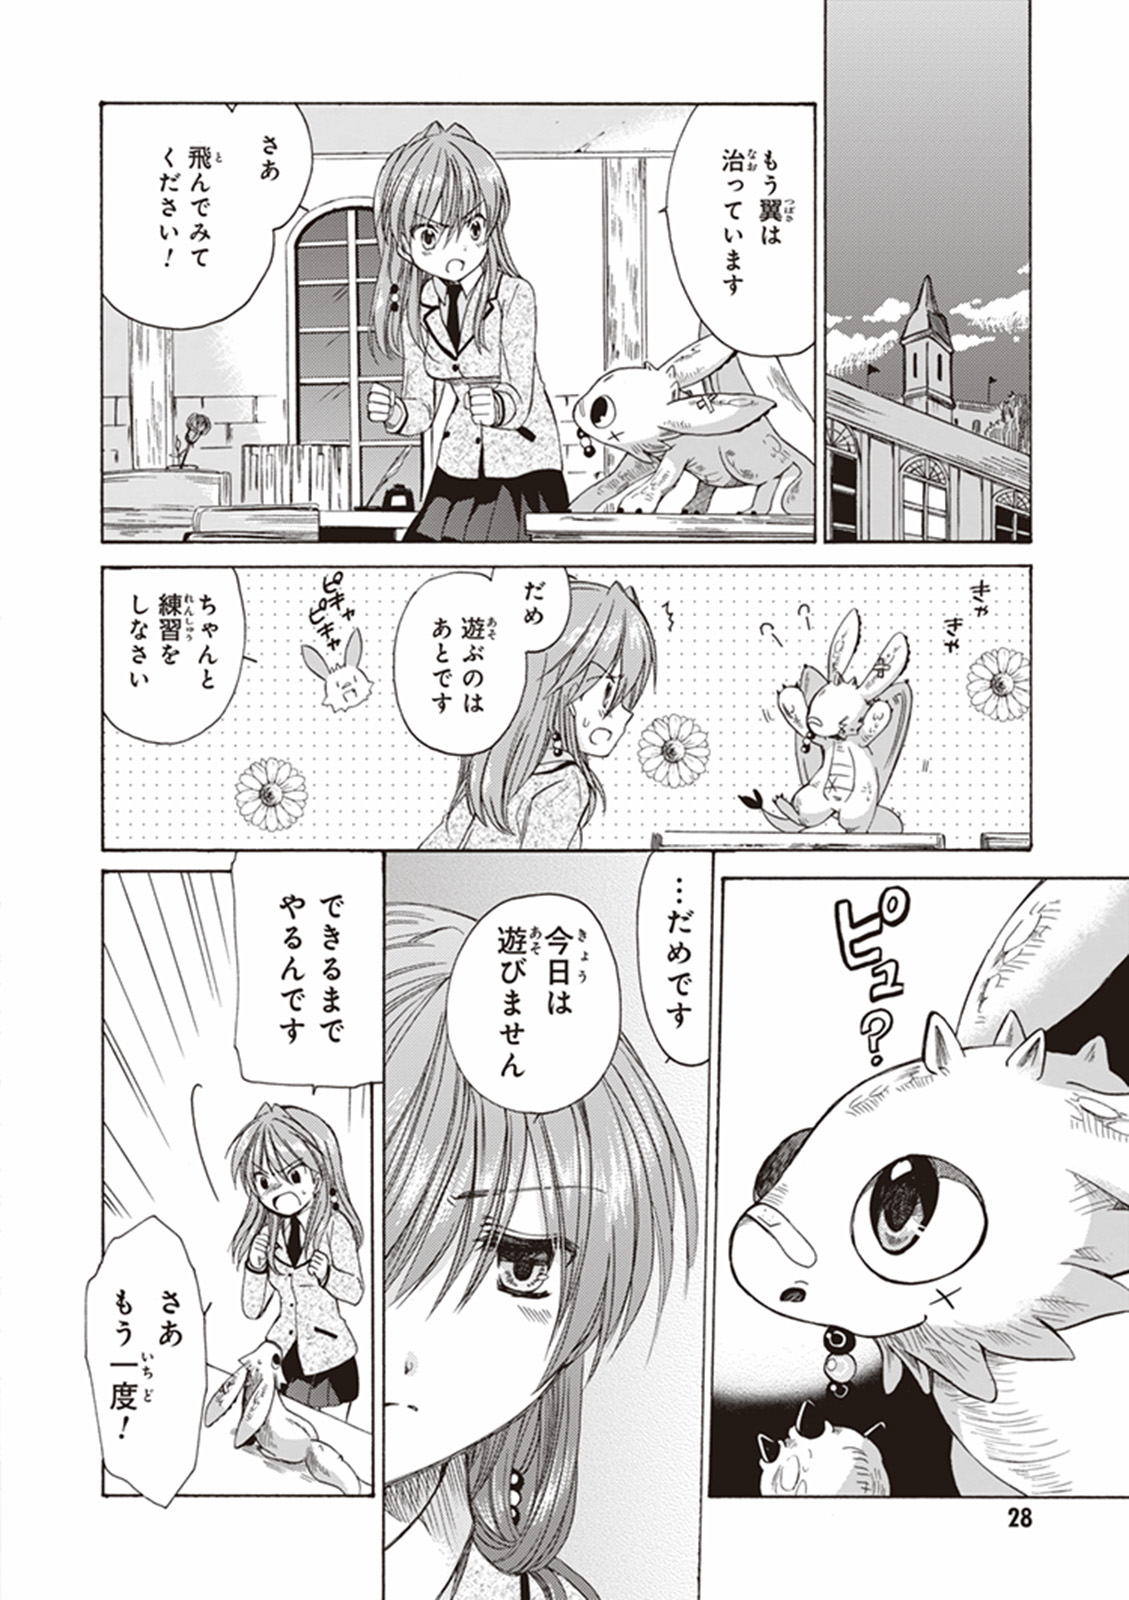 もう翼は
治っています
さあ
飛んでみて
ください！
きゃ
きゃ
だめ
遊ぶのは
あとです
ピキャ
ピキャ
ちゃんと
練習を
しなさい
ピュ？
…だめです
今日は
遊びません
できるまで
やるんです
さあ
もう一度！
28